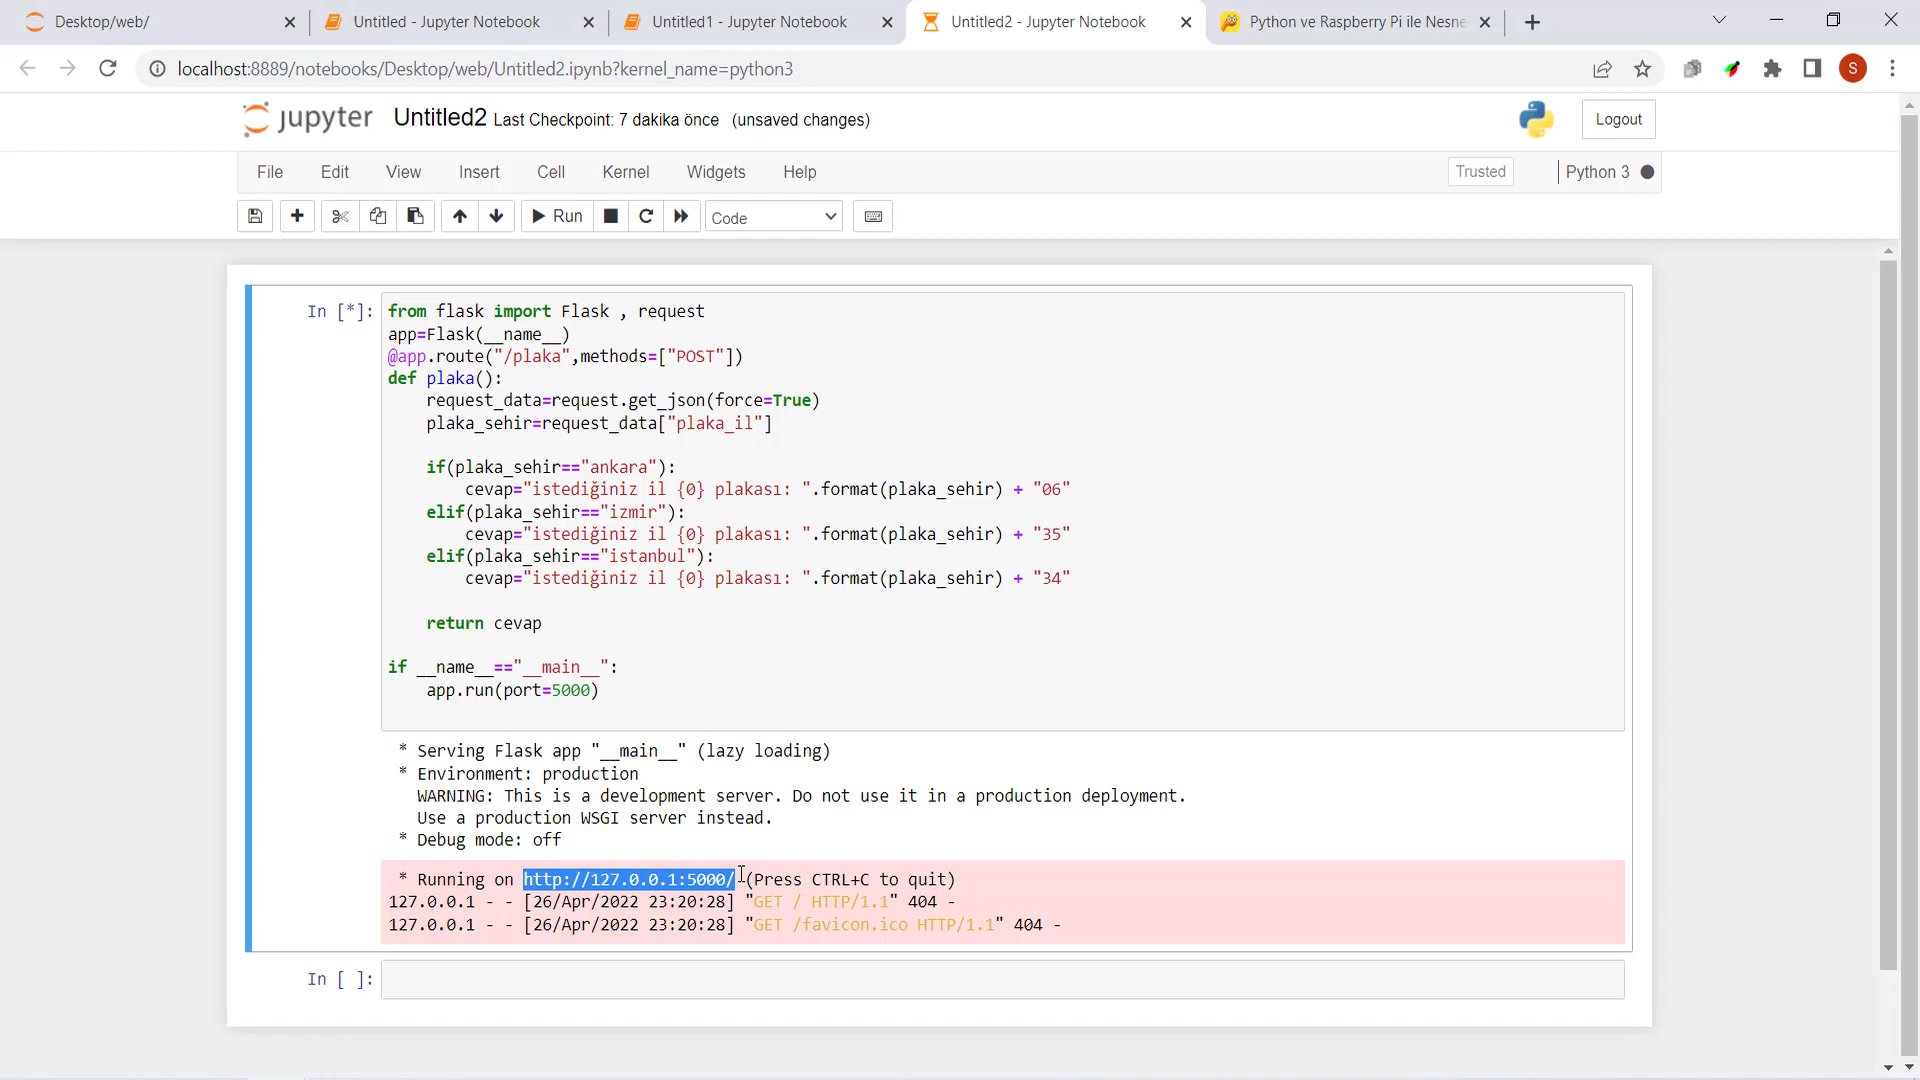 Desktop/web/
Untitled - Jupyter Notebook
Untitled1 - Jupyter Notebook
Untitled2 - Jupyter Notebook
Python ve Raspberry Pi ile Nesne
localhost:8889/notebooks/Desktop/web/Untitled2.ipynb?kernel_name=python3
S
jupyter Untitled2 Last Checkpoint: 7 dakika önce (unsaved changes)
Logout
File Edit View Insert Cell Kernel Widgets Help
Trusted
Python 3
Run
Code
In [*]:
from flask import Flask , request
app=Flask(__name__)
@app.route("/plaka",methods=["POST"])
def plaka():
    request_data=request.get_json(force=True)
    plaka_sehir=request_data["plaka_il"]
    if(plaka_sehir=="ankara"):
        cevap="istediğiniz il {0} plakası: ".format(plaka_sehir) + "06"
    elif(plaka_sehir=="izmir"):
        cevap="istediğiniz il {0} plakası: ".format(plaka_sehir) + "35"
    elif(plaka_sehir=="istanbul"):
        cevap="istediğiniz il {0} plakası: ".format(plaka_sehir) + "34"
    return cevap
if __name__=="__main__":
    app.run(port=5000)
* Serving Flask app "__main__" (lazy loading)
* Environment: production
WARNING: This is a development server. Do not use it in a production deployment.
Use a production WSGI server instead.
* Debug mode: off
* Running on http://127.0.0.1:5000/ (Press CTRL+C to quit)
127.0.0.1 - - [26/Apr/2022 23:20:28] "GET / HTTP/1.1" 404 -
127.0.0.1 - - [26/Apr/2022 23:20:28] "GET /favicon.ico HTTP/1.1" 404 -
In [ ]: